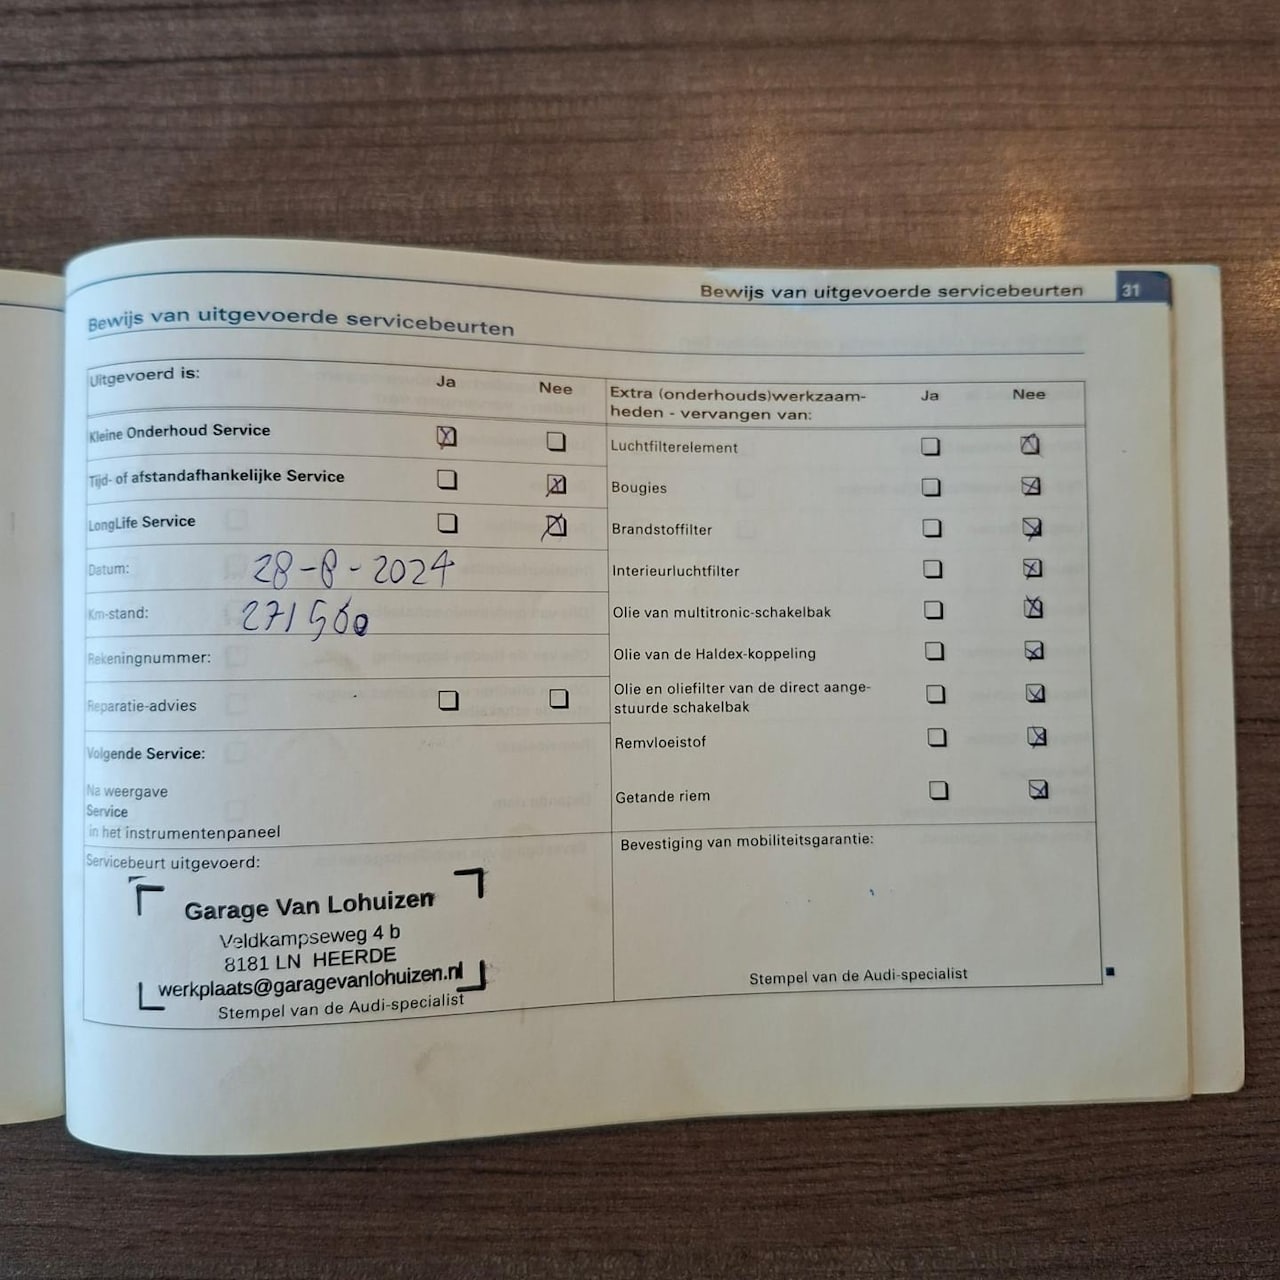 Bewijs van uitgevoerde servicebeurten 31
Bewijs van uitgevoerde servicebeurten
Uitgevoerd is: Ja Nee
Kleine Onderhoud Service
Tijd- of afstandafhankelijke Service
LongLife Service
Datum: 28-8-2024
Km-stand: 271500
Rekeningnummer:
Reparatie-advies
Volgende Service:
Na weergave
Service
in het instrumentenpaneel
Servicebeurt uitgevoerd:
Garage Van Lohuizen
Veldkampseweg 4 b
8181 LN HEERDE
werkplaats@garagevanlohuizen.nl
Stempel van de Audi-specialist
Extra (onderhouds)werkzaam-
heden - vervangen van: Ja Nee
Luchtfilterelement
Bougies
Brandstoffilter
Interieurluchtfilter
Olie van multitronic-schakelbak
Olie van de Haldex-koppeling
Olie en oliefilter van de direct aange-
stuurde schakelbak
Remvloeistof
Getande riem
Bevestiging van mobiliteitsgarantie:
Stempel van de Audi-specialist